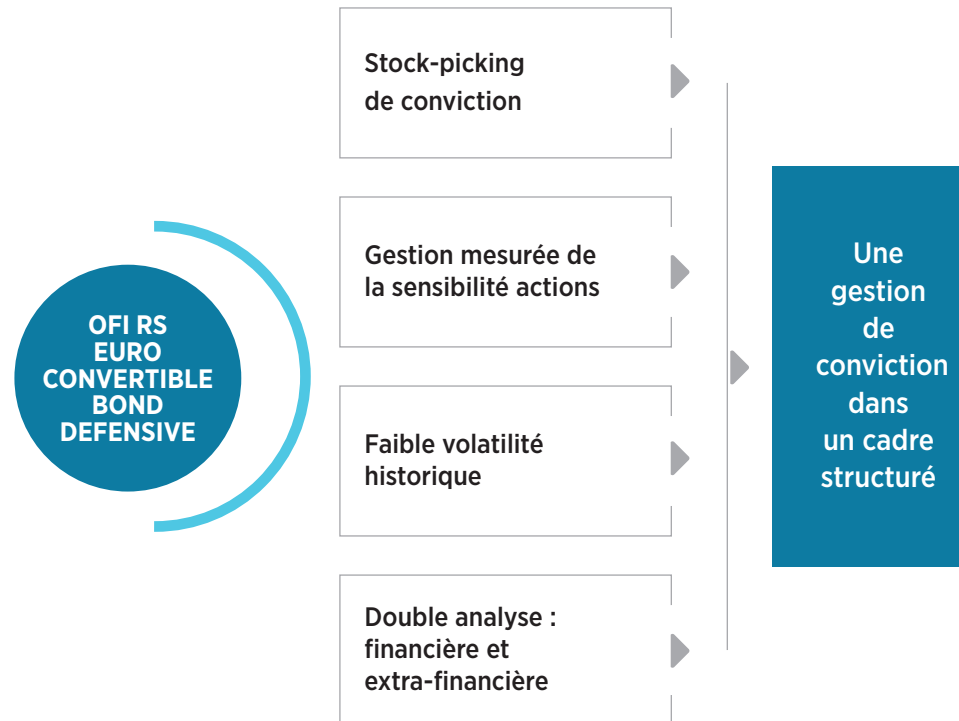 Stock-picking
de conviction
Gestion mesurée de
la sensibilité actions
OFI RS
EURO
CONVERTIBLE
BOND
DEFENSIVE
Faible volatilité
historique
Double analyse :
financière et
extra-financière
Une
gestion
de
conviction
dans
un cadre
structuré